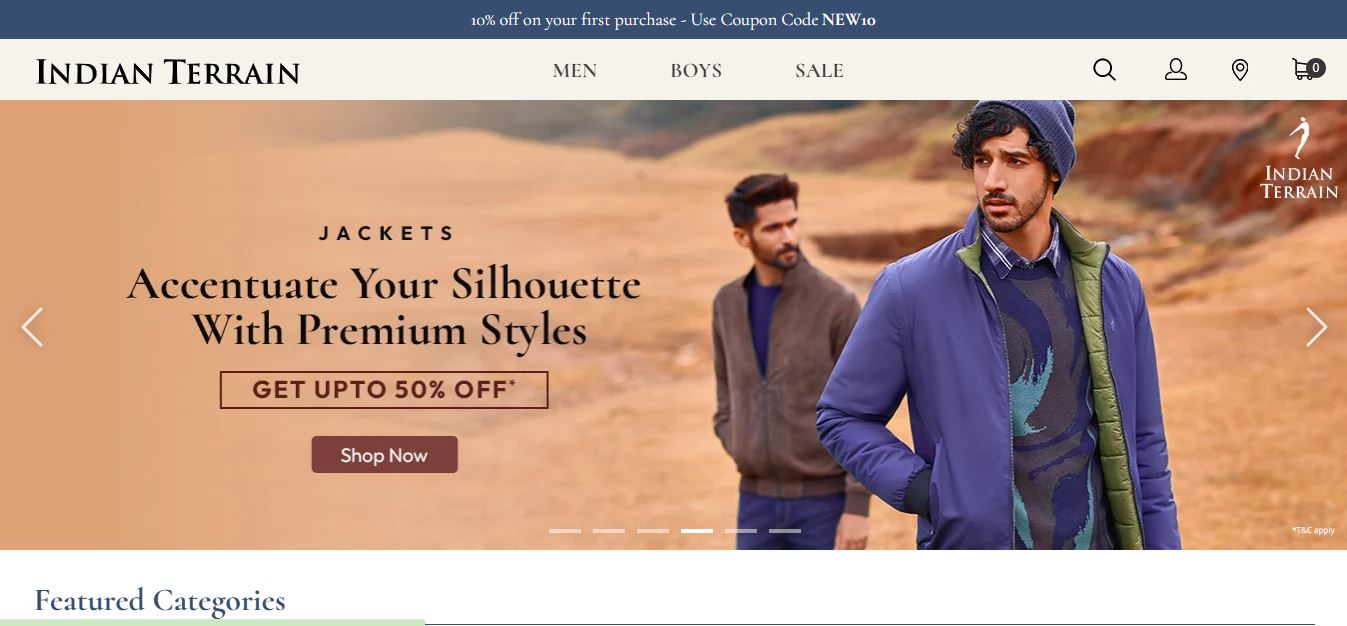 10% off on your first purchase - Use Coupon Code NEW10
INDIAN TERRAIN
MEN
BOYS
SALE
0
INDIAN
TERRAIN
JACKETS
Accentuate Your Silhouette
With Premium Styles
GET UPTO 50% OFF*
Shop Now
*T&C apply
Featured Categories